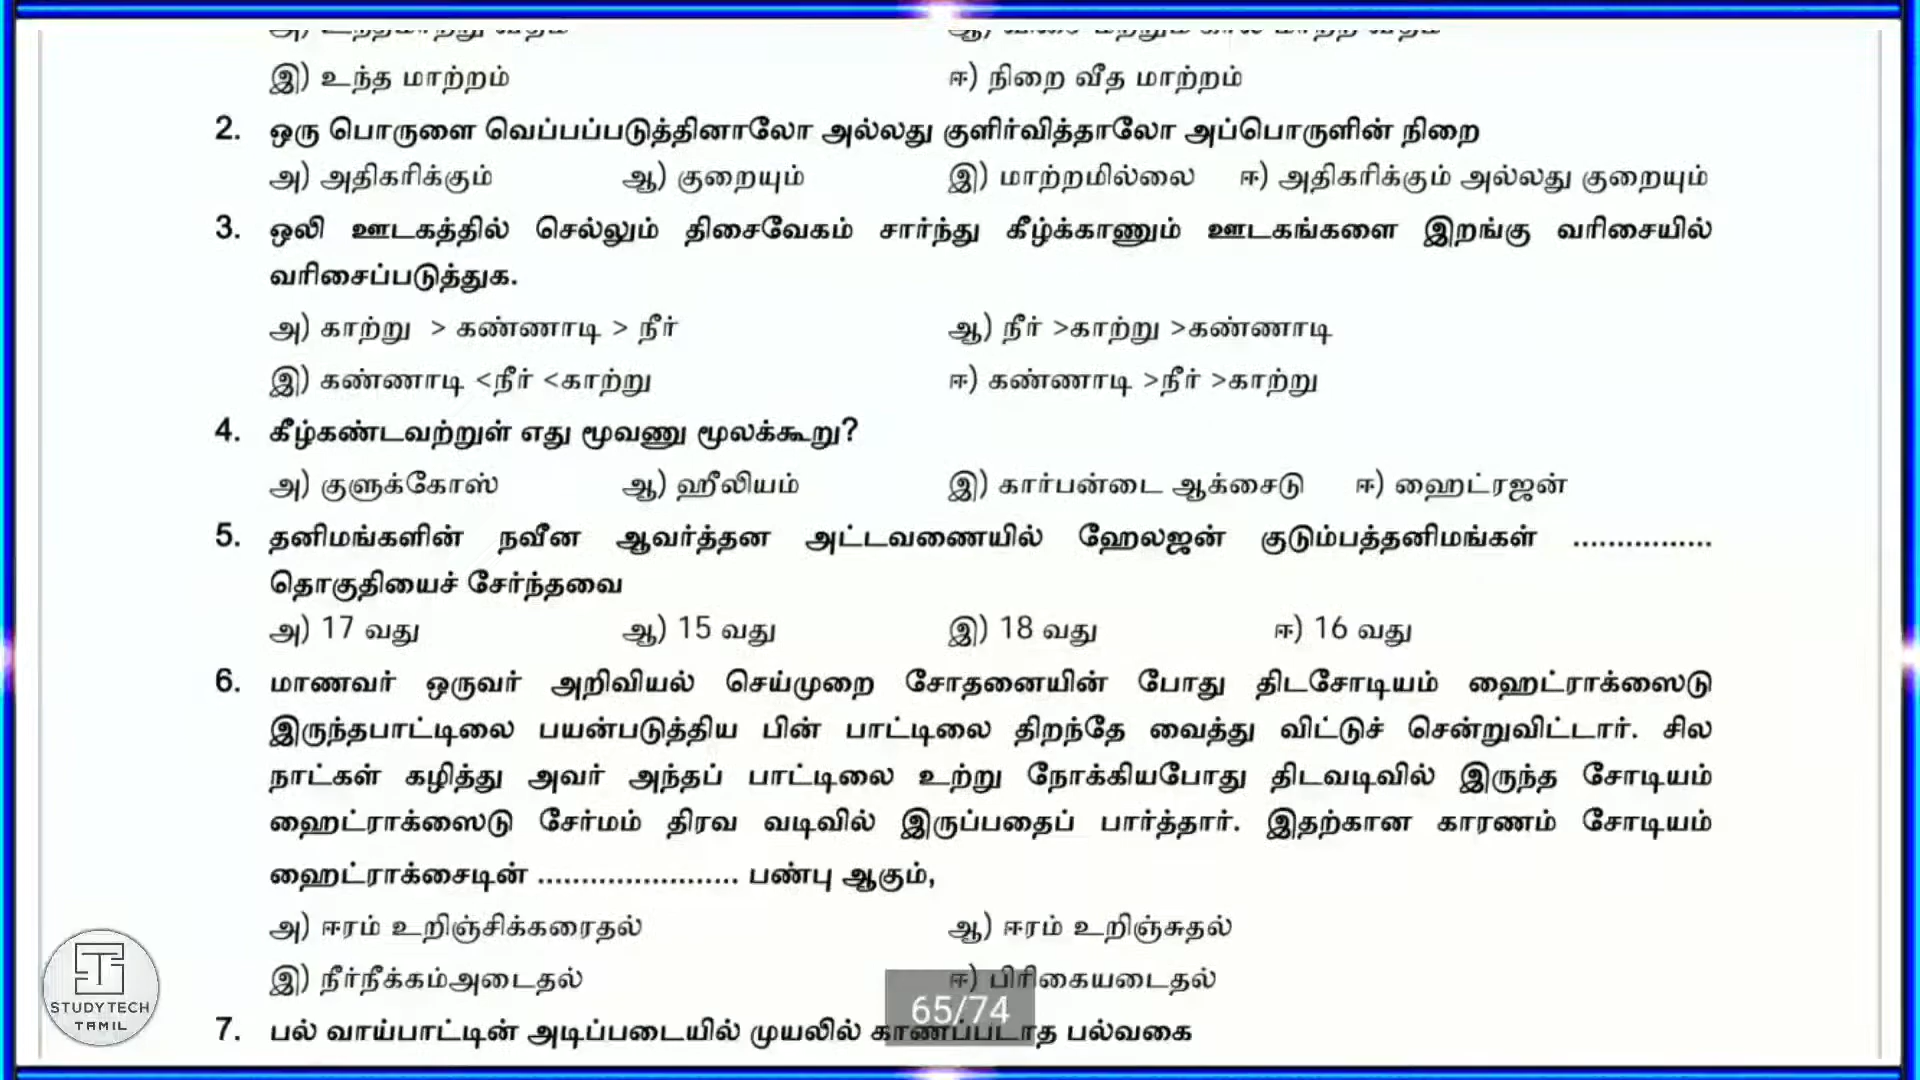 இ) உந்த மாற்றம் ஈ) நிறை வீத மாற்றம்
2. ஒரு பொருளை வெப்பப்படுத்தினாலோ அல்லது குளிர்வித்தாலோ அப்பொருளின் நிறை
அ) அதிகரிக்கும் ஆ) குறையும் இ) மாற்றமில்லை ஈ) அதிகரிக்கும் அல்லது குறையும்
3. ஒலி ஊடகத்தில் செல்லும் திசைவேகம் சார்ந்து கீழ்க்காணும் ஊடகங்களை இறங்கு வரிசையில்
வரிசைப்படுத்துக.
அ) காற்று > கண்ணாடி > நீர் ஆ) நீர் >காற்று >கண்ணாடி
இ) கண்ணாடி <நீர் <காற்று ஈ) கண்ணாடி >நீர் >காற்று
4. கீழ்கண்டவற்றுள் எது மூவணு மூலக்கூறு?
அ) குளுக்கோஸ் ஆ) ஹீலியம் இ) கார்பன்டை ஆக்சைடு ஈ) ஹைட்ரஜன்
5. தனிமங்களின் நவீன ஆவர்த்தன அட்டவணையில் ஹேலஜன் குடும்பத்தனிமங்கள் ................
தொகுதியைச் சேர்ந்தவை
அ) 17 வது ஆ) 15 வது இ) 18 வது ஈ) 16 வது
6. மாணவர் ஒருவர் அறிவியல் செய்முறை சோதனையின் போது திடசோடியம் ஹைட்ராக்ஸைடு
இருந்தபாட்டிலை பயன்படுத்திய பின் பாட்டிலை திறந்தே வைத்து விட்டுச் சென்றுவிட்டார். சில
நாட்கள் கழித்து அவர் அந்தப் பாட்டிலை உற்று நோக்கியபோது திடவடிவில் இருந்த சோடியம்
ஹைட்ராக்ஸைடு சேர்மம் திரவ வடிவில் இருப்பதைப் பார்த்தார். இதற்கான காரணம் சோடியம்
ஹைட்ராக்சைடின் ....................... பண்பு ஆகும்,
அ) ஈரம் உறிஞ்சிக்கரைதல் ஆ) ஈரம் உறிஞ்சுதல்
இ) நீர்நீக்கம்அடைதல் ஈ) பிரிகையடைதல்
65/74
7. பல் வாய்பாட்டின் அடிப்படையில் முயலில் காணப்படாத பல்வகை
STUDY TECH
TAMIL